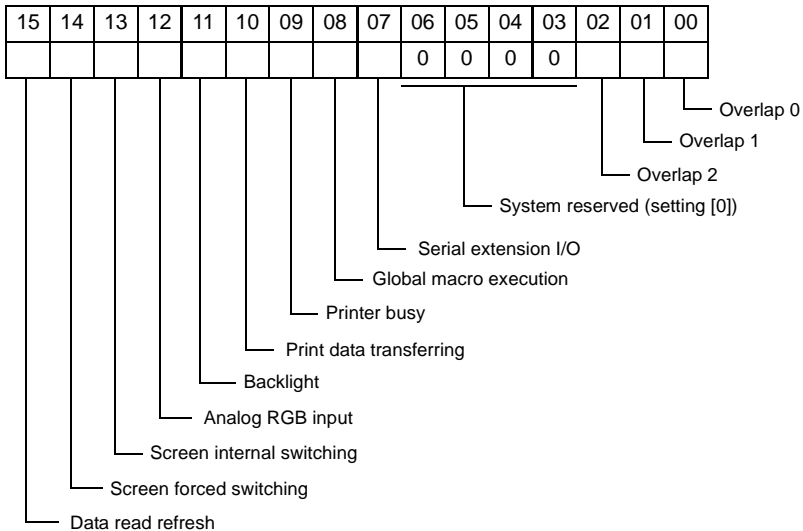 15 14 13 12 11 10 09 08 07 06 05 04 03 02 01 00
0 0 0 0
Overlap 0
Overlap 1
Overlap 2
System reserved (setting [0])
Serial extension I/O
Global macro execution
Printer busy
Print data transferring
Backlight
Analog RGB input
Screen internal switching
Screen forced switching
Data read refresh